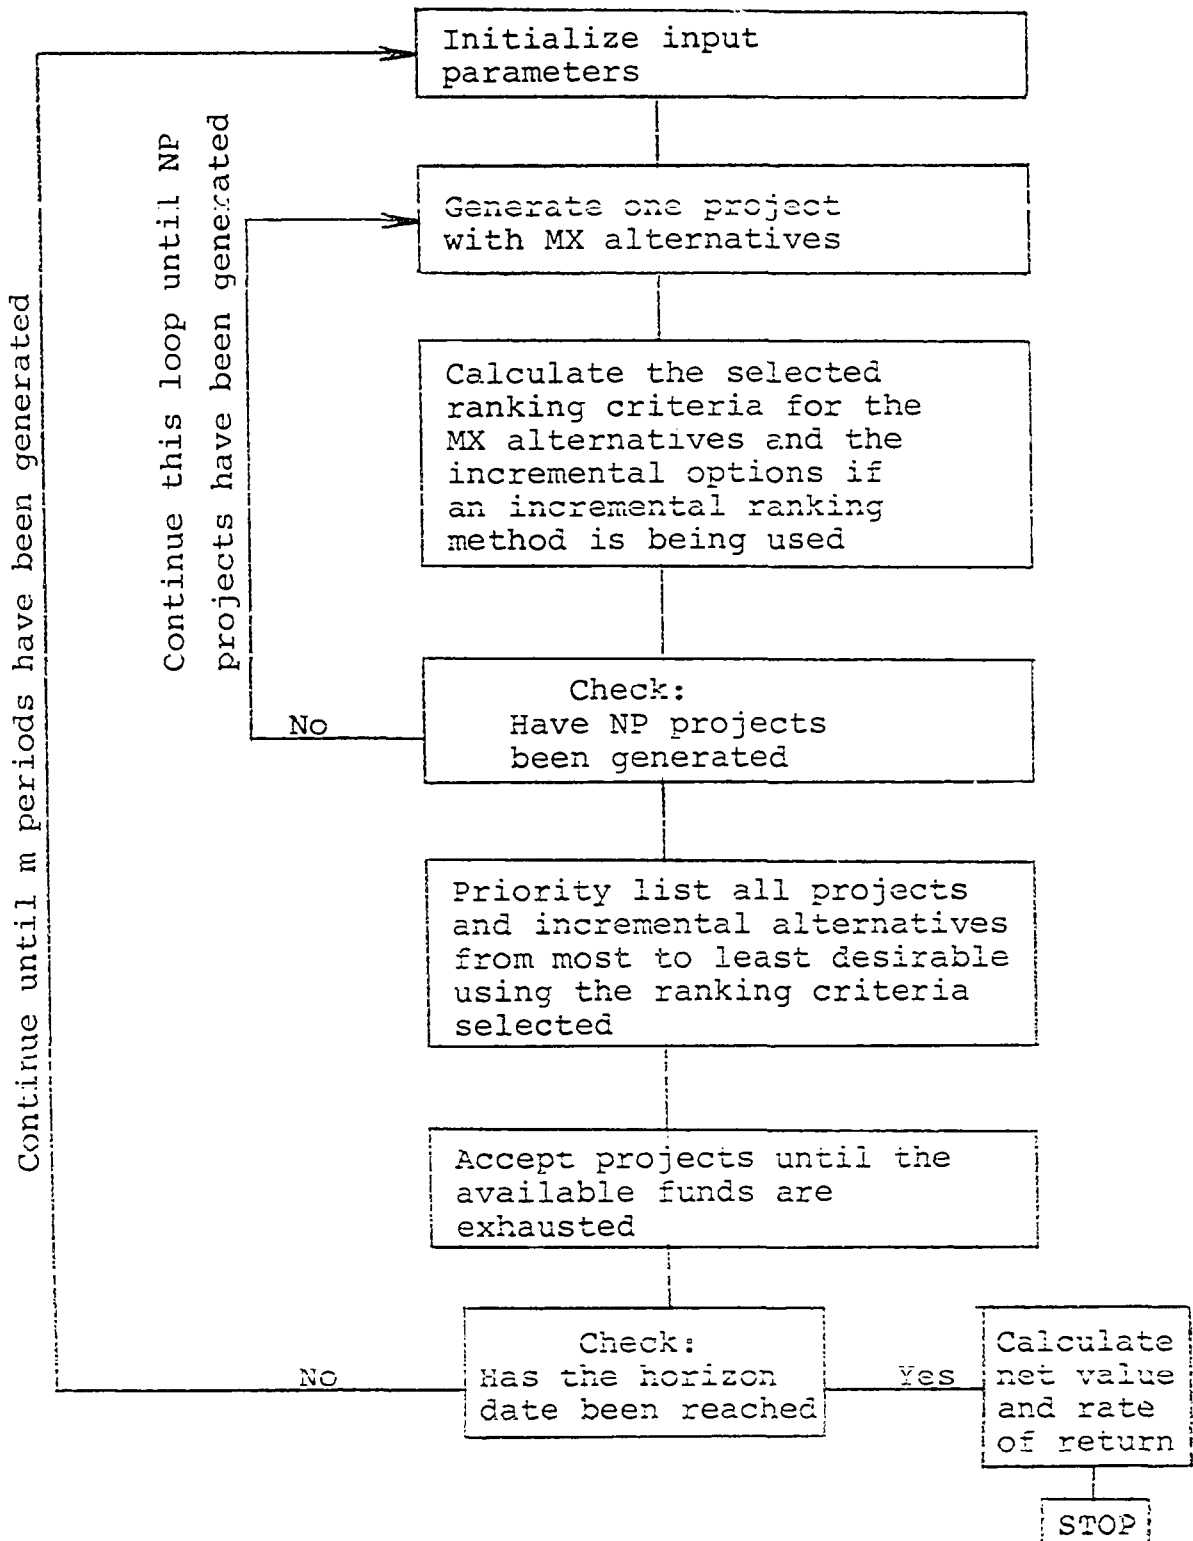 Initialize input
parameters
Generate one project
with MX alternatives
Calculate the selected
ranking criteria for the
MX alternatives and the
incremental options if
an incremental ranking
method is being used
Check:
Have NP projects
been generated
No
Continue this loop until NP
projects have been generated
Priority list all projects
and incremental alternatives
from most to least desirable
using the ranking criteria
selected
Accept projects until the
available funds are
exhausted
Check:
Has the horizon
date been reached
No
Continue until m periods have been generated
Yes
Calculate
net value
and rate
of return
STOP